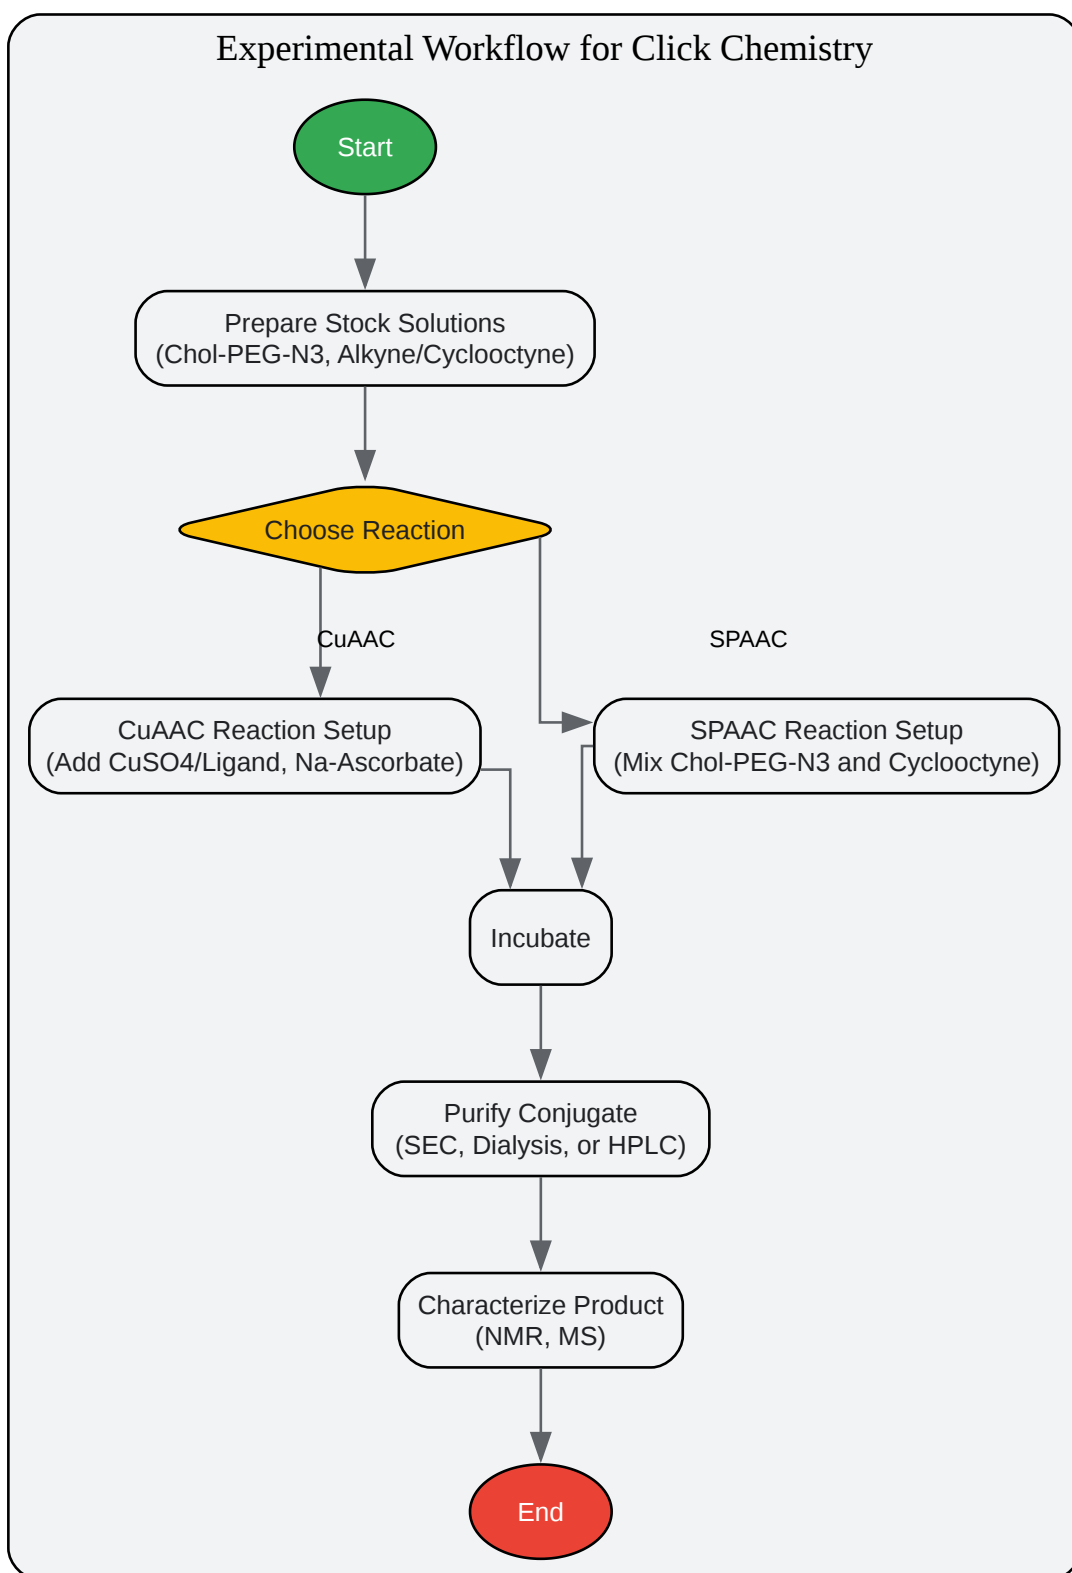 Experimental Workflow for Click Chemistry
Start
Prepare Stock Solutions
(Chol-PEG-N3, Alkyne/Cyclooctyne)
Choose Reaction
CuAAC
SPAAC
CuAAC Reaction Setup
(Add CuSO4/Ligand, Na-Ascorbate)
SPAAC Reaction Setup
(Mix Chol-PEG-N3 and Cyclooctyne)
Incubate
Purify Conjugate
(SEC, Dialysis, or HPLC)
Characterize Product
(NMR, MS)
End